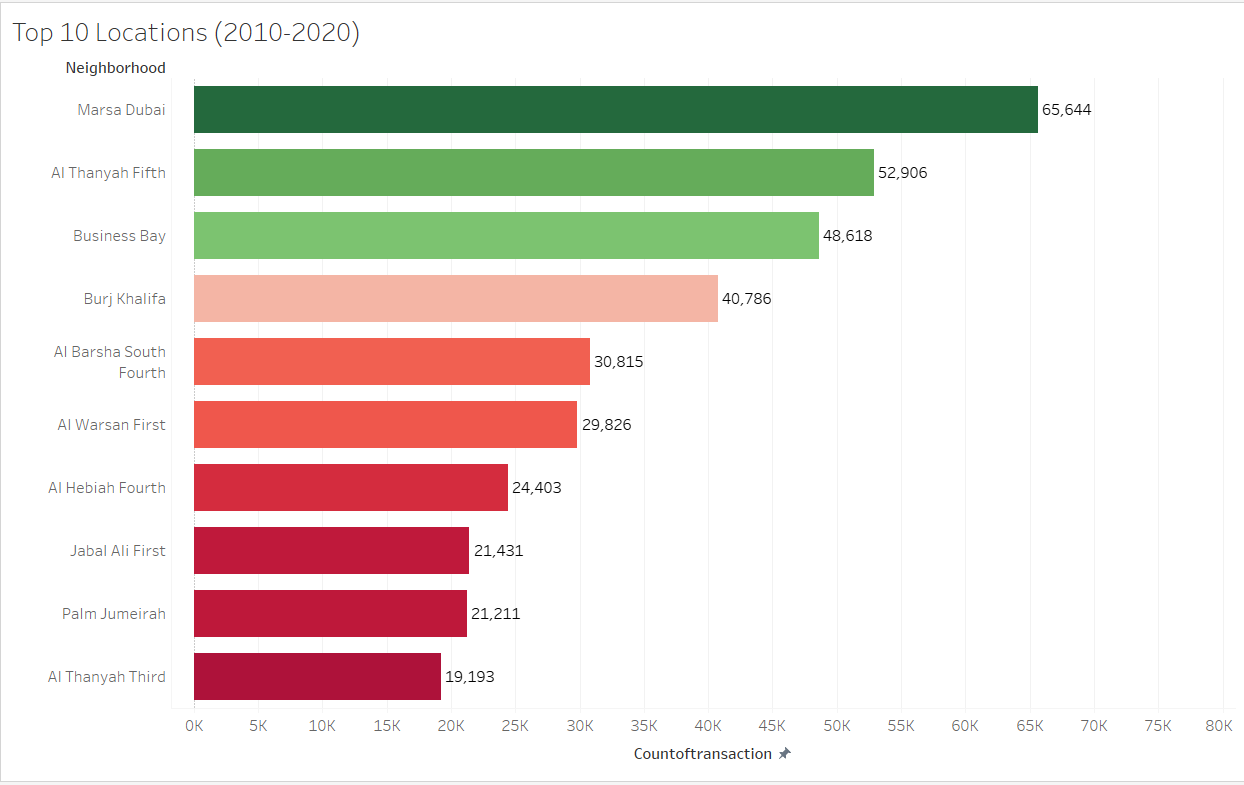 Top 10 Locations (2010-2020)
Neighborhood
Marsa Dubai
65,644
Al Thanyah Fifth
52,906
Business Bay
48,618
Burj Khalifa
40,786
Al Barsha South
Fourth
30,815
Al Warsan First
29,826
Al Hebiah Fourth
24,403
Jabal Ali First
21,431
Palm Jumeirah
21,211
Al Thanyah Third
19,193
0K 5K 10K 15K 20K 25K 30K 35K 40K 45K 50K 55K 60K 65K 70K 75K 80K
Countoftransaction